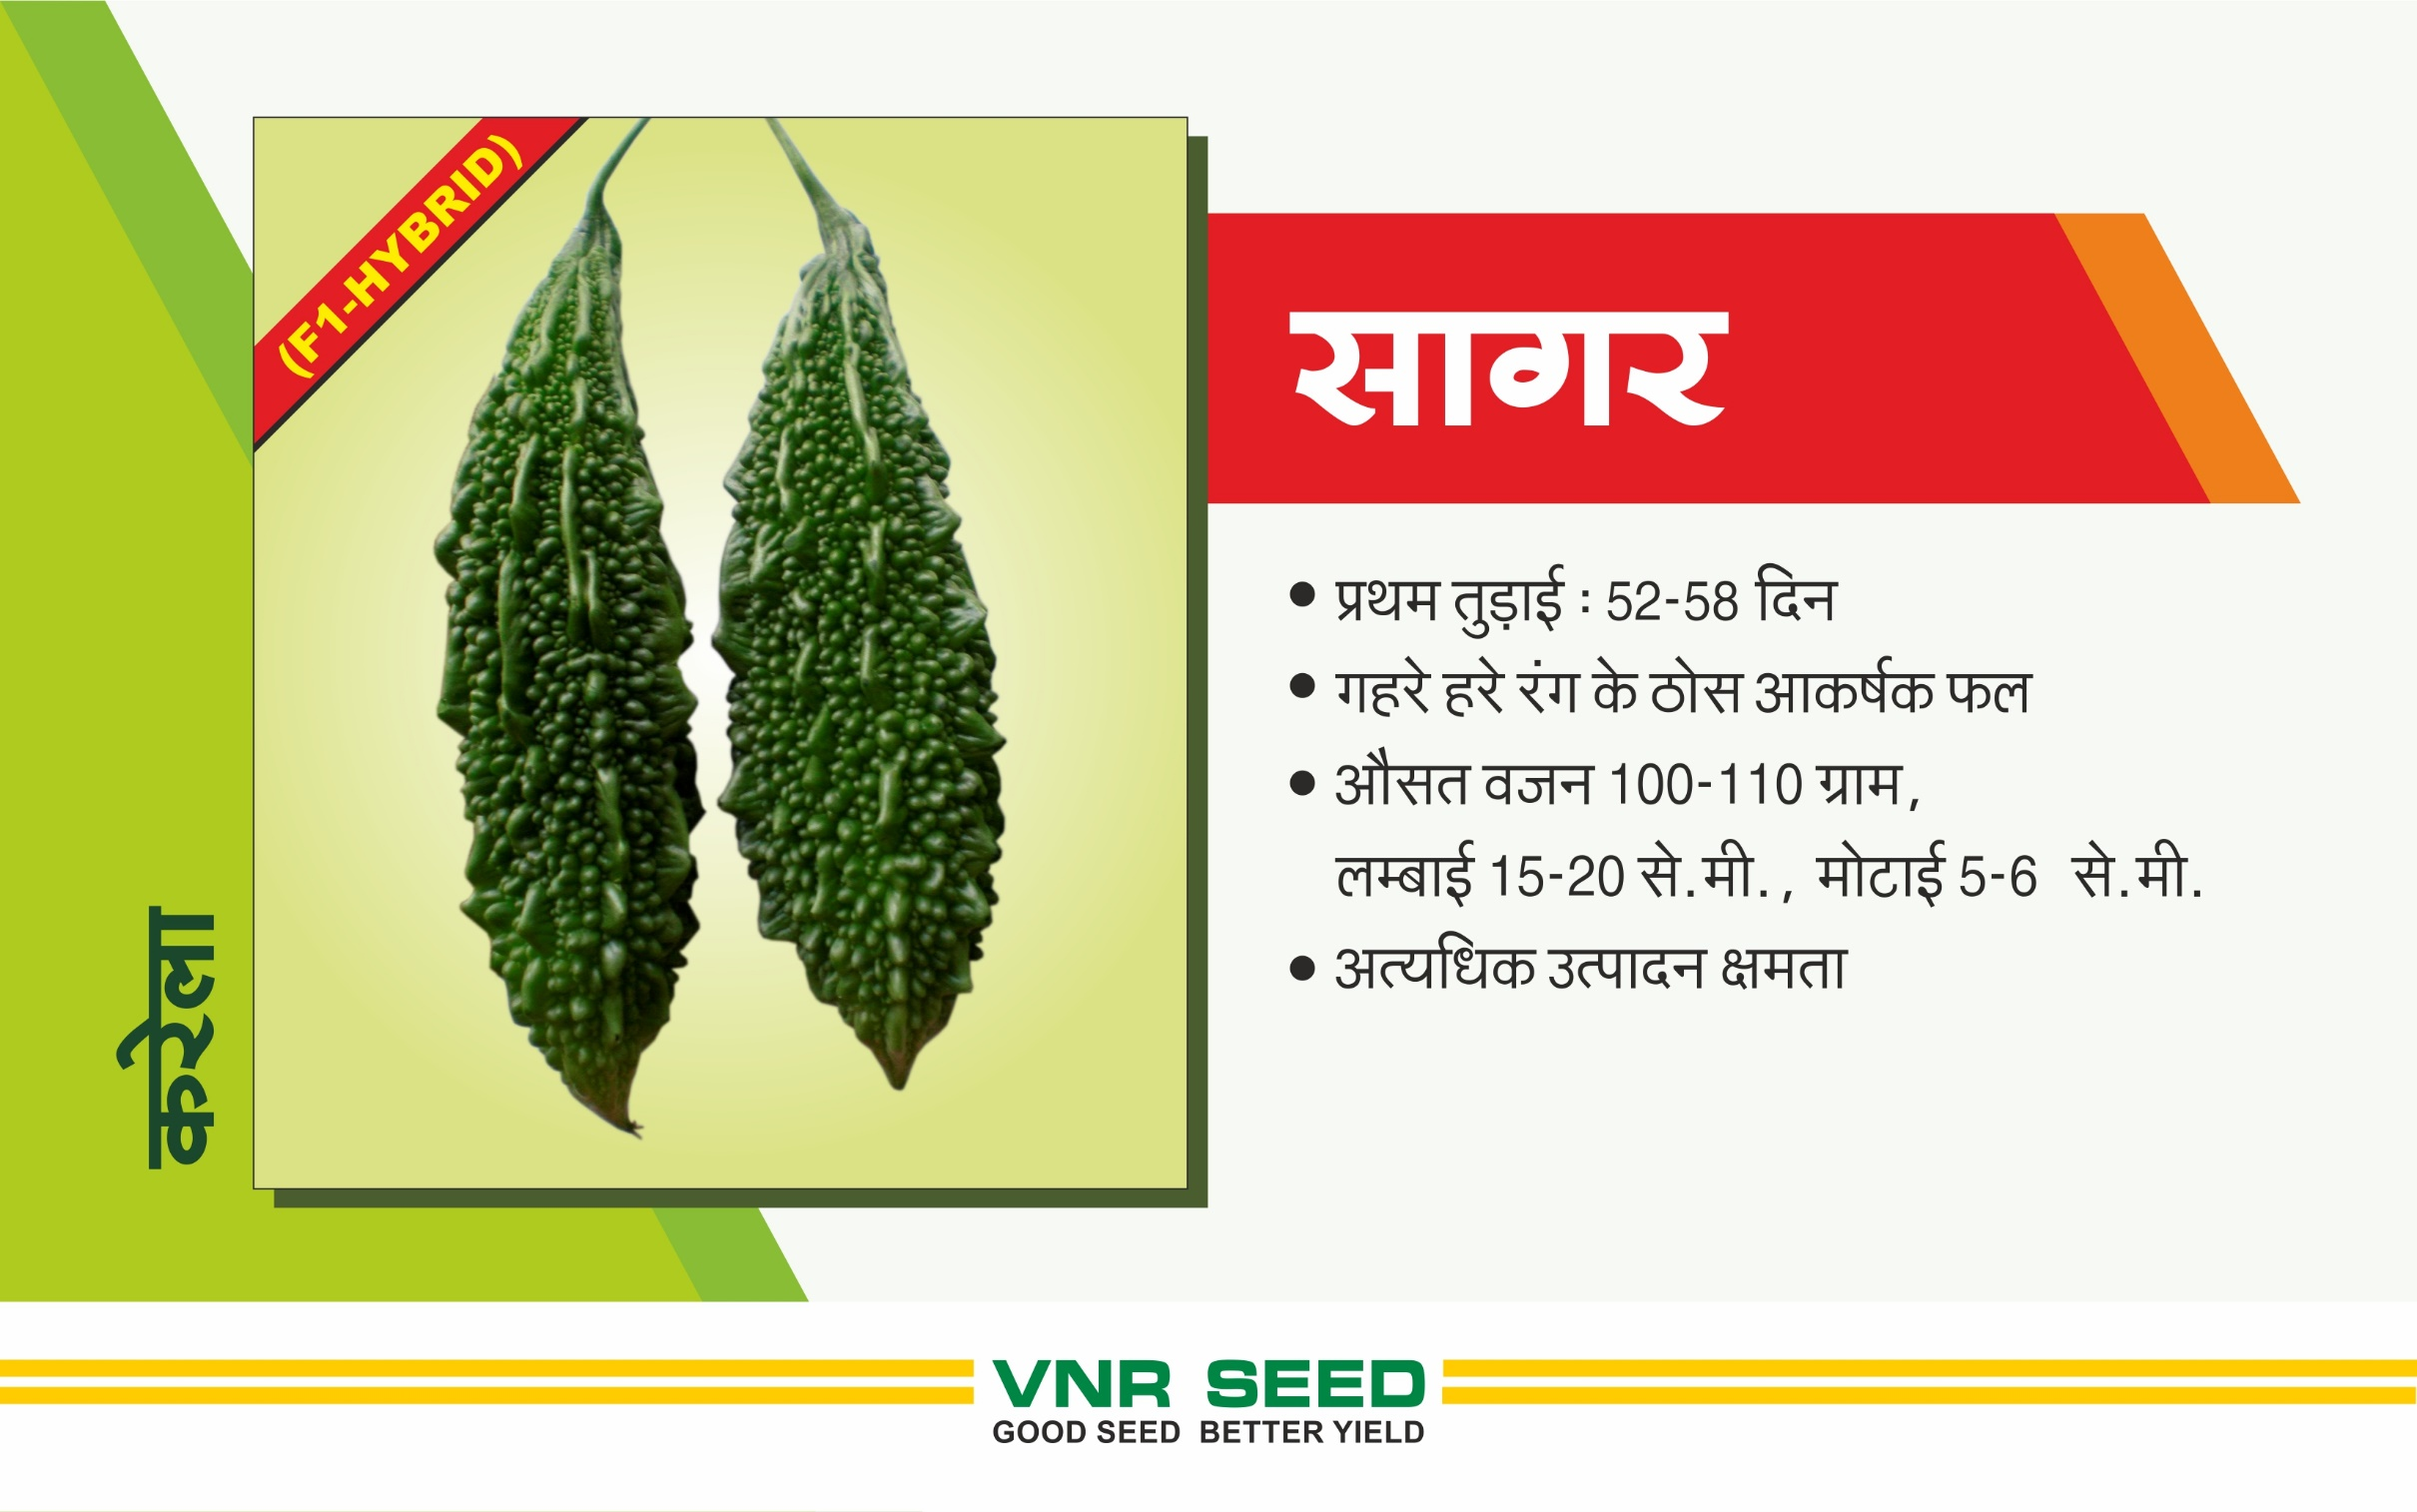 (F1-HYBRID)
सागर
• प्रथम तुड़ाई : 52-58 दिन
• गहरे हरे रंग के ठोस आकर्षक फल
• औसत वजन 100-110 ग्राम,
लम्बाई 15-20 से.मी., मोटाई 5-6 से.मी.
• अत्यधिक उत्पादन क्षमता
करेला
VNR SEED
GOOD SEED BETTER YIELD